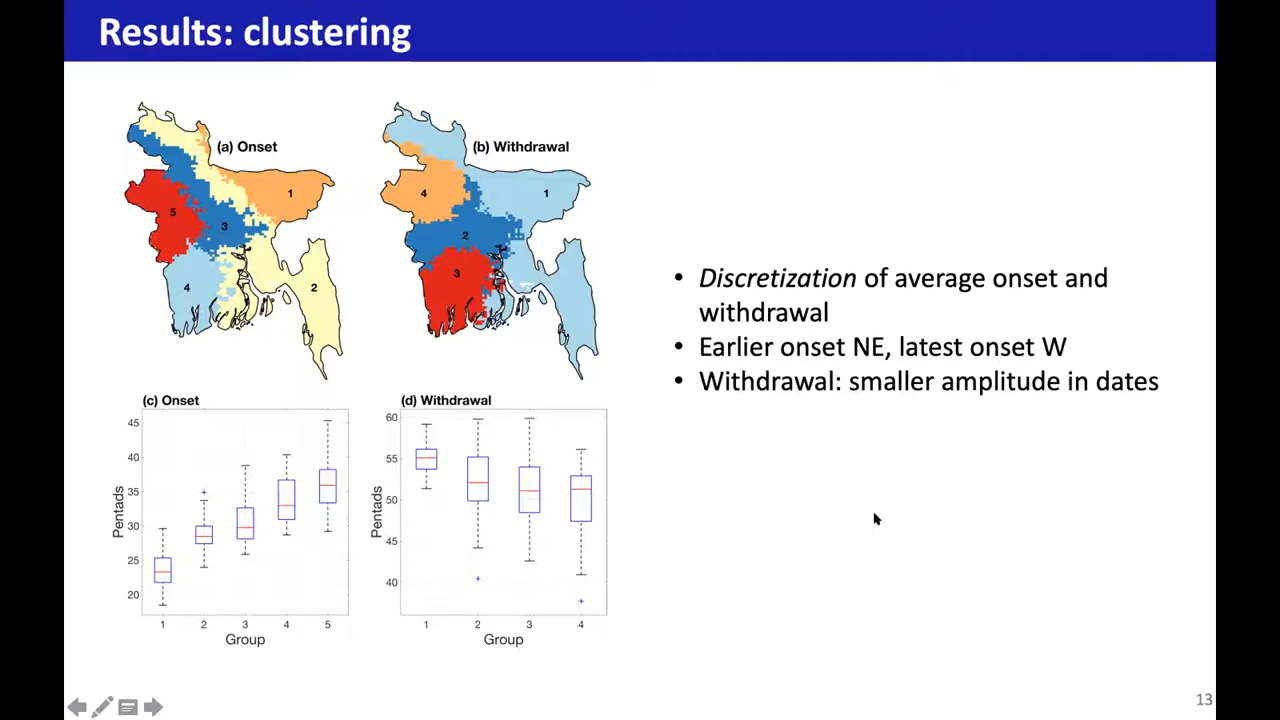 Results: clustering
(a) Onset
1
5
3
4
2
(b) Withdrawal
4
1
2
3
• Discretization of average onset and
withdrawal
• Earlier onset NE, latest onset W
• Withdrawal: smaller amplitude in dates
(c) Onset
Pentads
45
40
35
30
25
20
1 2 3 4 5
Group
(d) Withdrawal
Pentads
60
55
50
45
40
1 2 3 4
Group
13